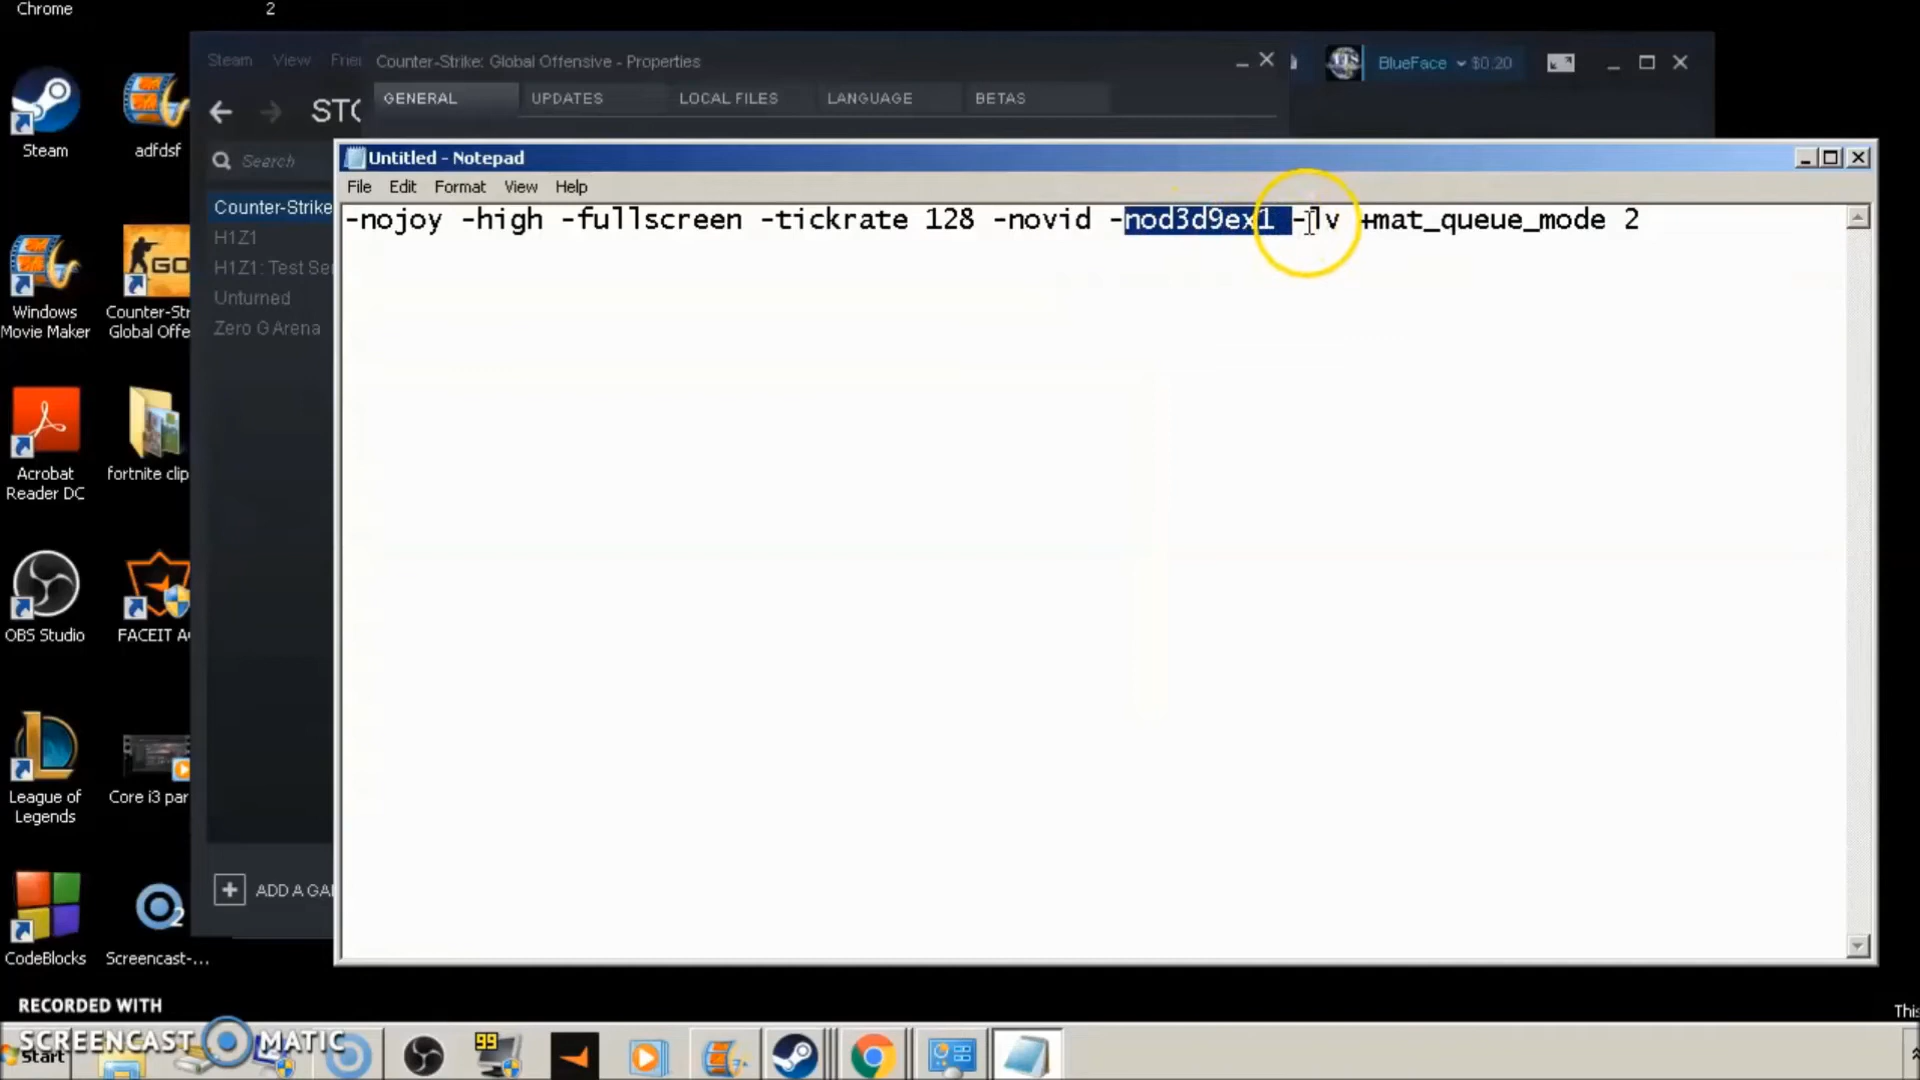 Chrome
2
Steam
adfdsf
Windows
Movie Maker
Counter-Str
Global Offe
Acrobat
Reader DC
fortnite clip
OBS Studio
FACEIT A
League of
Legends
Core i3 par
CodeBlocks
Screencast-...
Steam View
Counter-Strike: Global Offensive - Properties
BlueFace $0.20
GENERAL UPDATES LOCAL FILES LANGUAGE BETAS
STO
Search
Counter-Strike
H1Z1
H1Z1: Test Se
Unturned
Zero G Arena
ADD A GA
Untitled - Notepad
File Edit Format View Help
-nojoy -high -fullscreen -tickrate 128 -novid -nod3d9ex1 -lv +mat_queue_mode 2
RECORDED WITH
SCREENCAST MATIC
Start
99
This